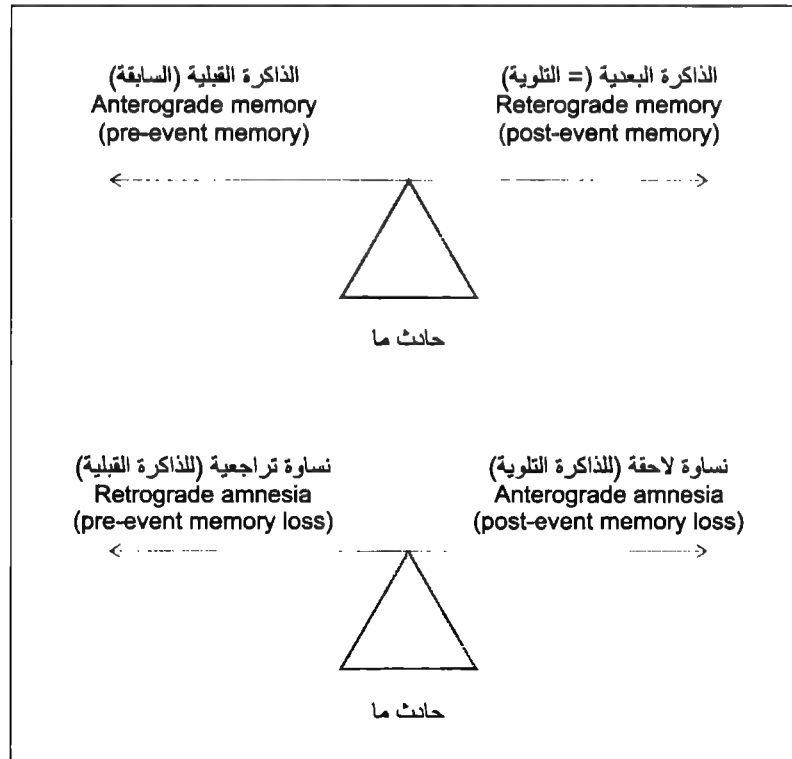 الذاكرة القبلية (السابقة)
Anterograde memory
(pre-event memory)
الذاكرة البعدية (= التلوية)
Reterograde memory
(post-event memory)
حادث ما
نساوة تراجعية (للذاكرة القبلية)
Retrograde amnesia
(pre-event memory loss)
نساوة لاحقة (للذاكرة التلوية)
Anterograde amnesia
(post-event memory loss)
حادث ما